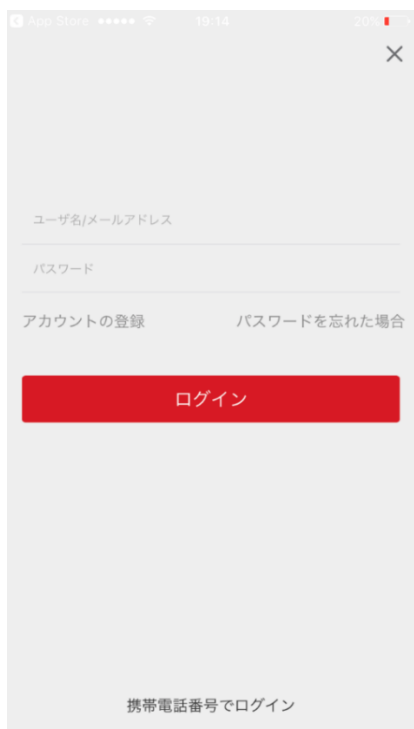 App Store 19:14 20%
ユーザ名/メールアドレス
パスワード
アカウントの登録 パスワードを忘れた場合
ログイン
携帯電話番号でログイン